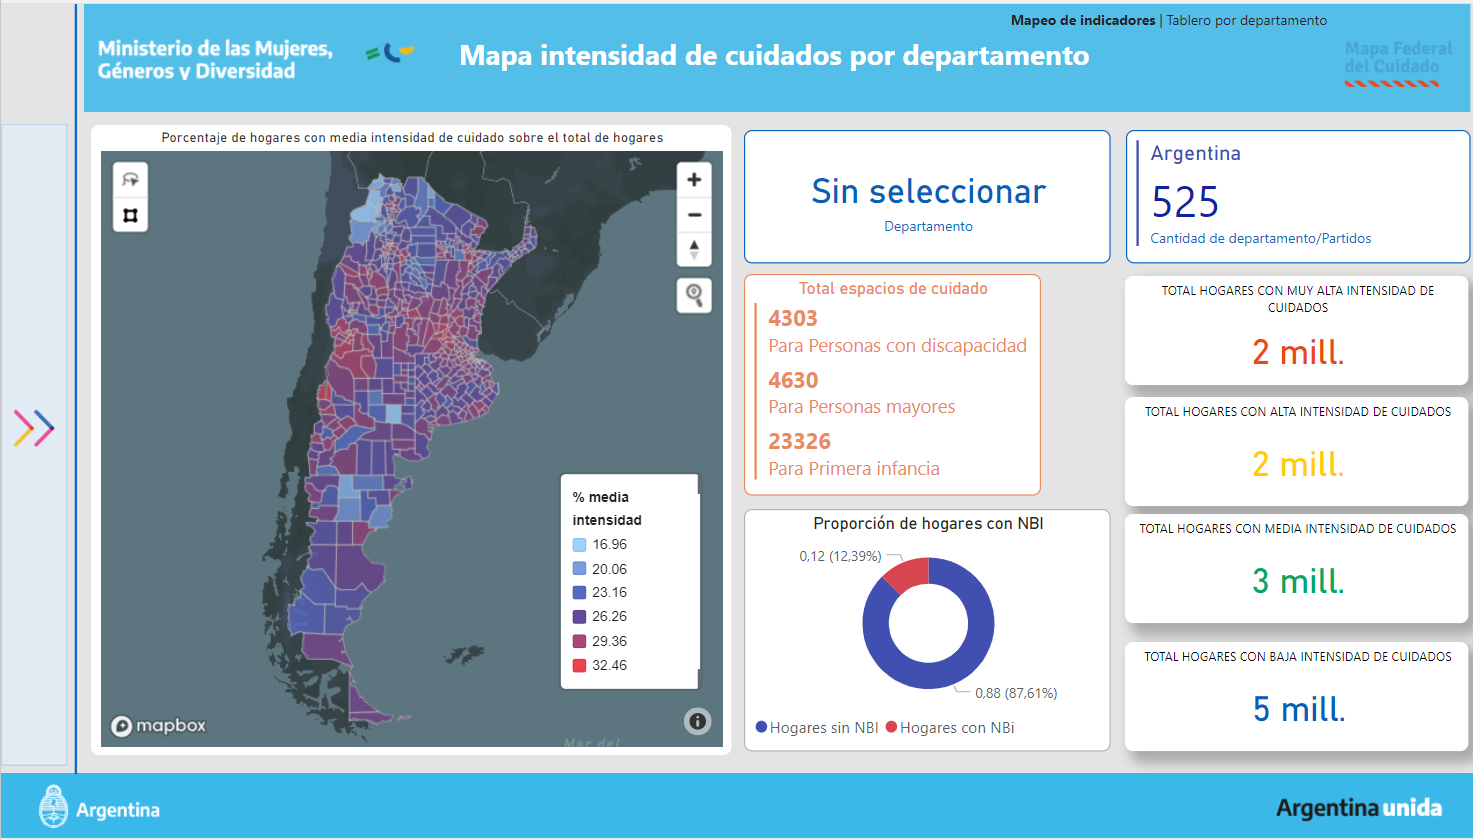 Mapeo de indicadores | Tablero por departamento
Ministerio de las Mujeres,
Géneros y Diversidad
Mapa intensidad de cuidados por departamento
Mapa Federal
del Cuidado
Porcentaje de hogares con media intensidad de cuidado sobre el total de hogares
% media
intensidad
16.96
20.06
23.16
26.26
29.36
32.46
mapbox
Mar del
Sin seleccionar
Departamento
Argentina
525
Cantidad de departamento/Partidos
Total espacios de cuidado
4303
Para Personas con discapacidad
4630
Para Personas mayores
23326
Para Primera infancia
Proporción de hogares con NBI
0,12 (12,39%)
0,88 (87,61%)
Hogares sin NBI
Hogares con NBi
TOTAL HOGARES CON MUY ALTA INTENSIDAD DE
CUIDADOS
2 mill.
TOTAL HOGARES CON ALTA INTENSIDAD DE CUIDADOS
2 mill.
TOTAL HOGARES CON MEDIA INTENSIDAD DE CUIDADOS
3 mill.
TOTAL HOGARES CON BAJA INTENSIDAD DE CUIDADOS
5 mill.
Argentina
Argentina unida